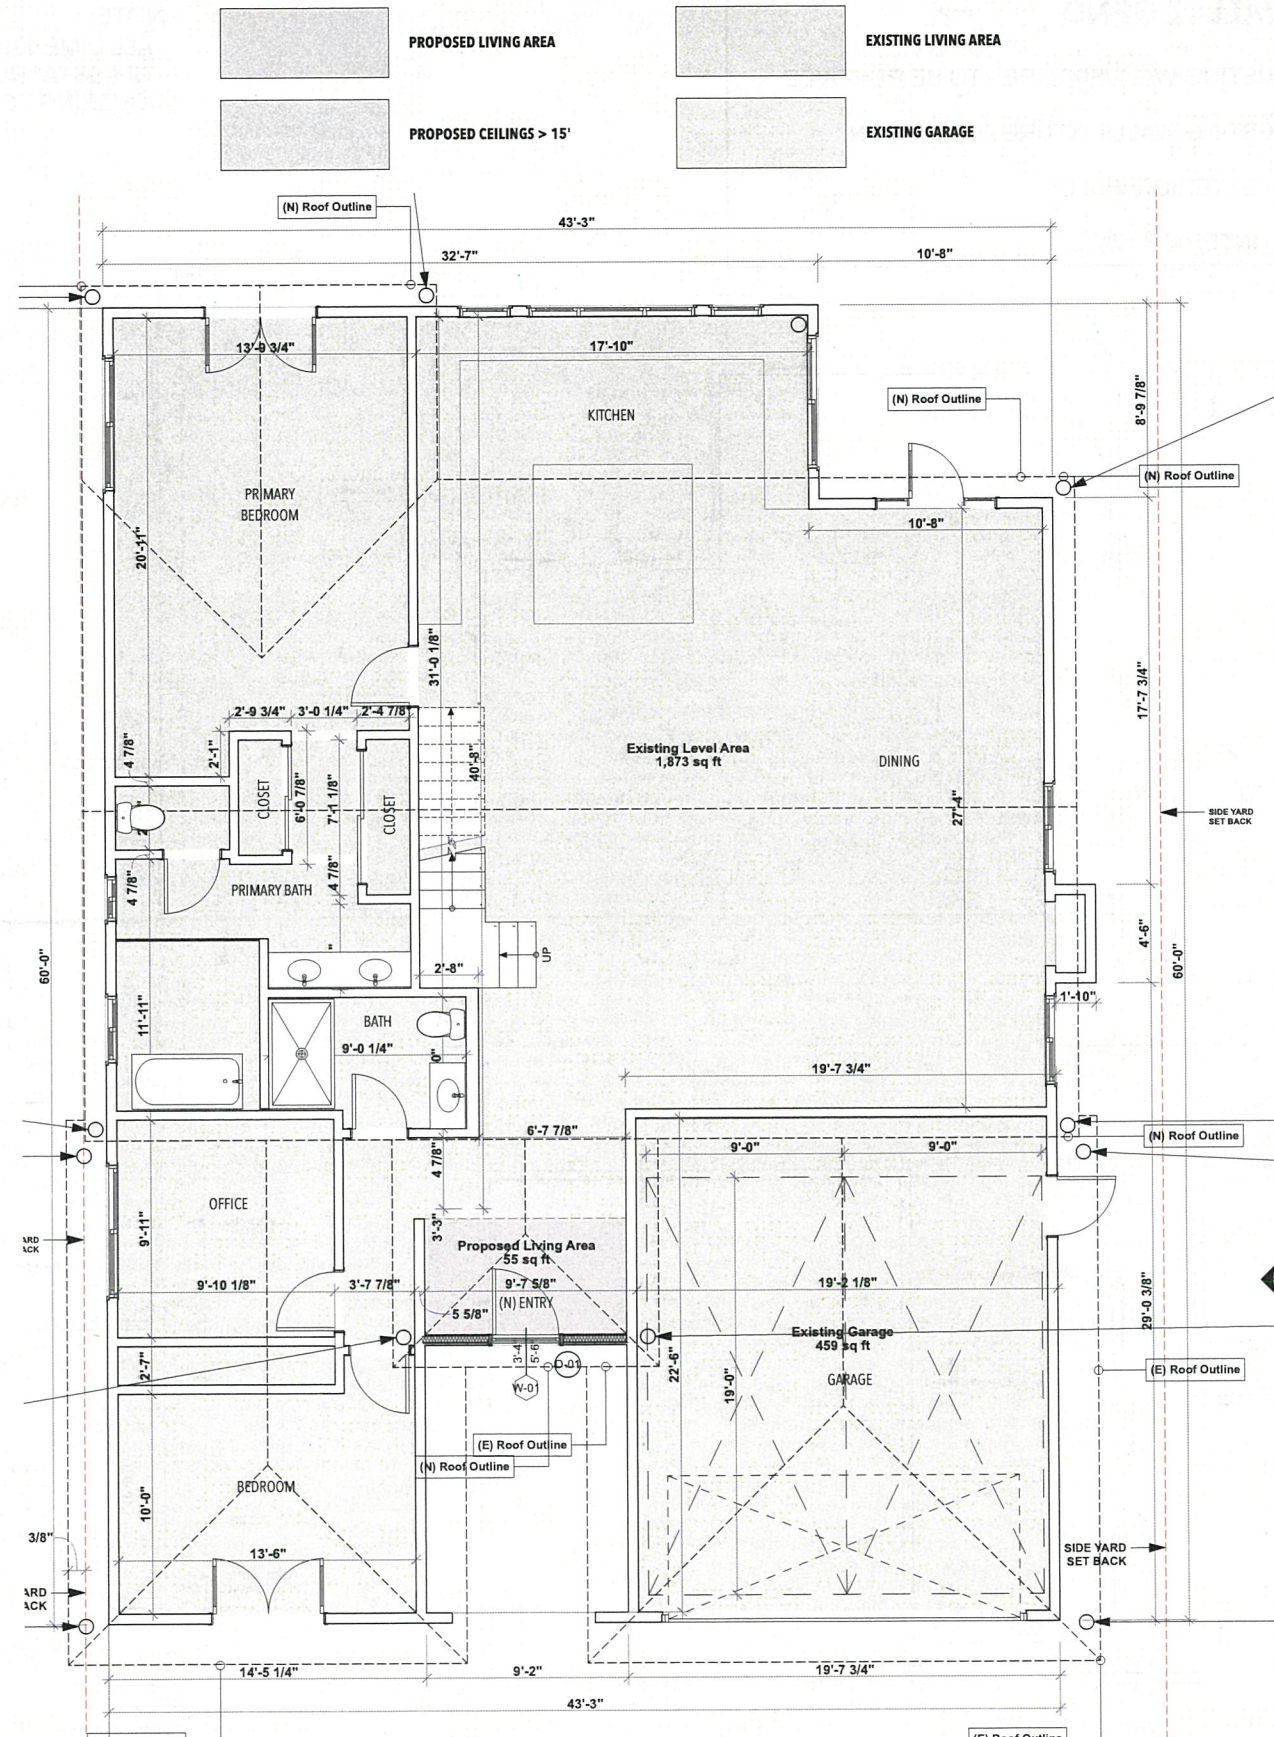 PROPOSED LIVING AREA
EXISTING LIVING AREA
PROPOSED CEILINGS > 15'
EXISTING GARAGE
(N) Roof Outline
43'-3"
32'-7"
10'-8"
13'-9 3/4"
17'-10"
KITCHEN
(N) Roof Outline
8'-9 7/8"
(N) Roof Outline
PRIMARY
BEDROOM
10'-8"
20'-11"
31'-0 1/8"
17'-7 3/4"
2'-9 3/4"
3'-0 1/4"
2'-4 7/8"
4 7/8"
2'-1"
40'-8"
Existing Level Area
1,873 sq ft
DINING
CLOSET
6'-0 7/8"
7'-1 1/8"
CLOSET
27'-4"
SIDE YARD
SET BACK
4 7/8"
4 7/8"
PRIMARY BATH
60'-0"
4'-6"
60'-0"
UP
2'-8"
1'-10"
11'-11"
BATH
9'-0 1/4"
19'-7 3/4"
6'-7 7/8"
(N) Roof Outline
4 7/8"
9'-0"
9'-0"
OFFICE
9'-11"
3'-3"
Proposed Living Area
55 sq ft
9'-10 1/8"
3'-7 7/8"
9'-7 5/8"
19'-2 1/8"
(N) ENTRY
5 5/8"
29'-0 3/8"
Existing Garage
459 sq ft
3'-4"
5'-6"
D-01
2'-7"
22'-6"
19'-0"
GARAGE
(E) Roof Outline
W-01
(E) Roof Outline
(N) Roof Outline
BEDROOM
10'-0"
3/8"
13'-6"
SIDE YARD
SET BACK
14'-5 1/4"
9'-2"
19'-7 3/4"
43'-3"
(E) Roof Outline